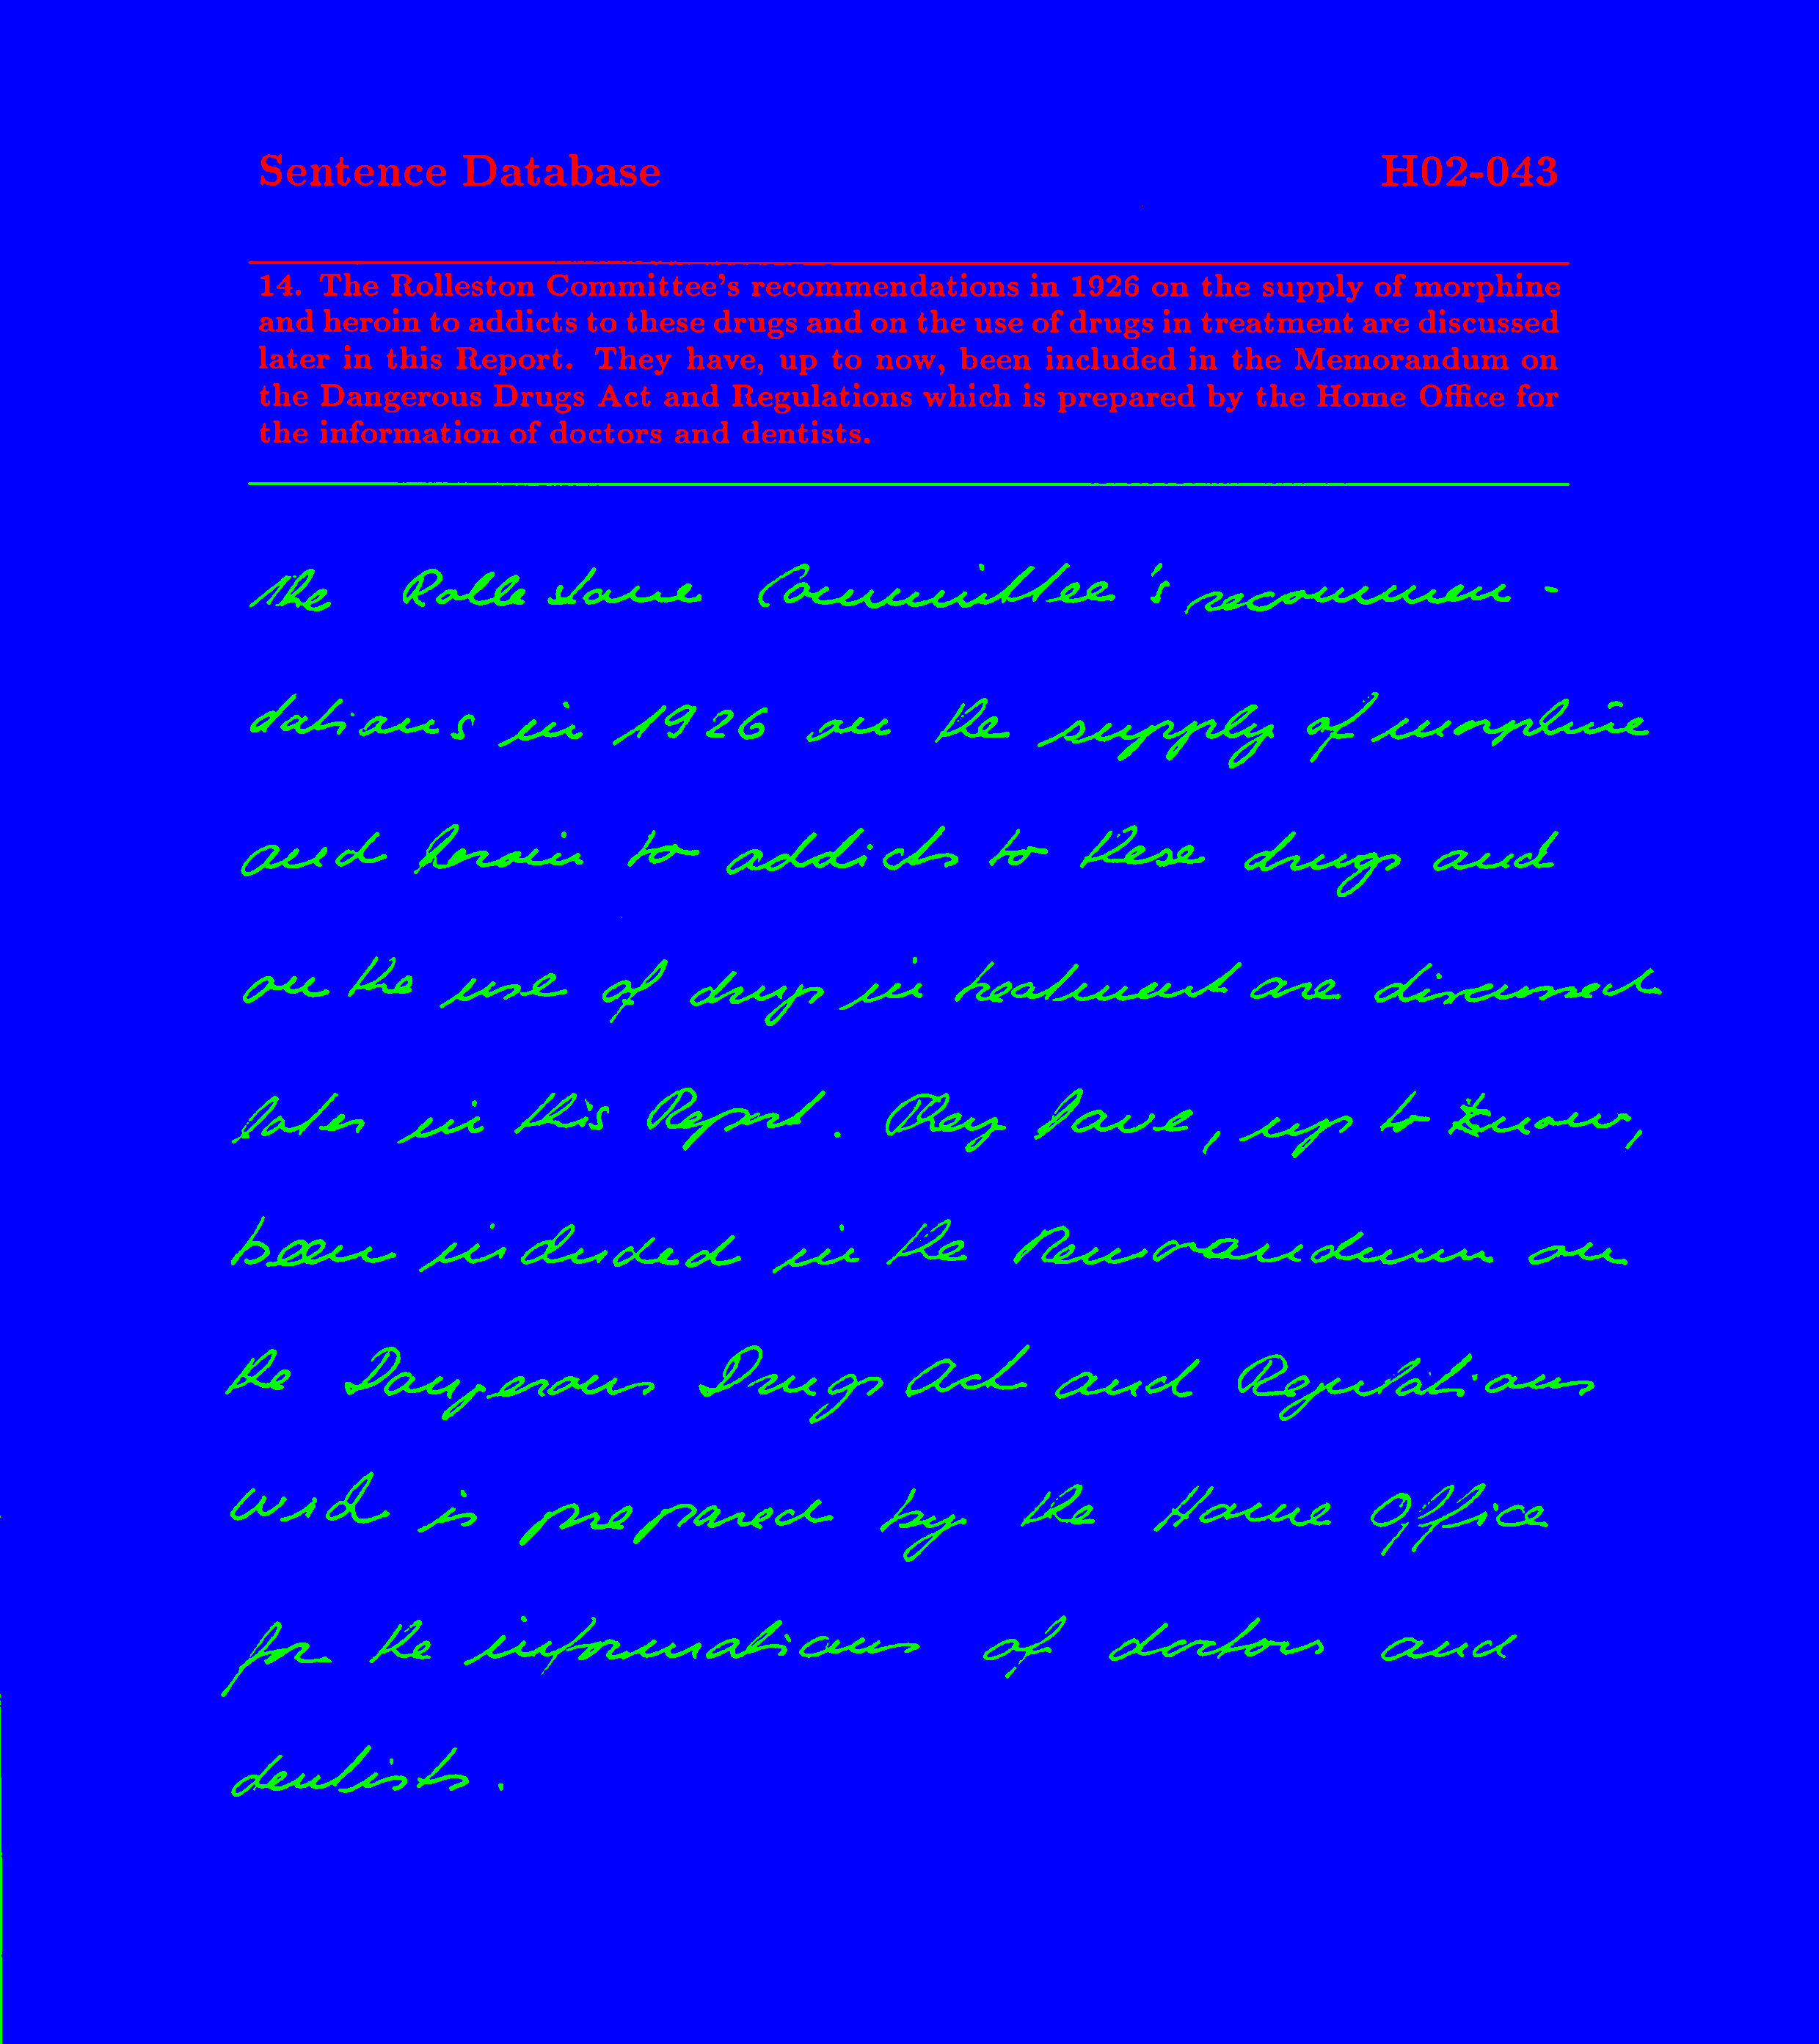 Sentence Database H02-043
14. The Rolleston Committee's recommendations in 1926 on the supply of morphine
and heroin to addicts to these drugs and on the use of drugs in treatment are discussed
later in this Report. They have, up to now, been included in the Memorandum on
the Dangerous Drugs Act and Regulations which is prepared by the Home Office for
the information of doctors and dentists.
The Rollestone Committee's recommen-
dations in 1926 on the supply of morphine
and heroin to addicts to these drugs and
on the use of drugs in treatment are discussed
later in this Report. They have, up to now,
been included in the Memorandum on
the Dangerous Drugs Act and Regulations
wich is prepared by the Home Office
for the informations of doctors and
dentists.